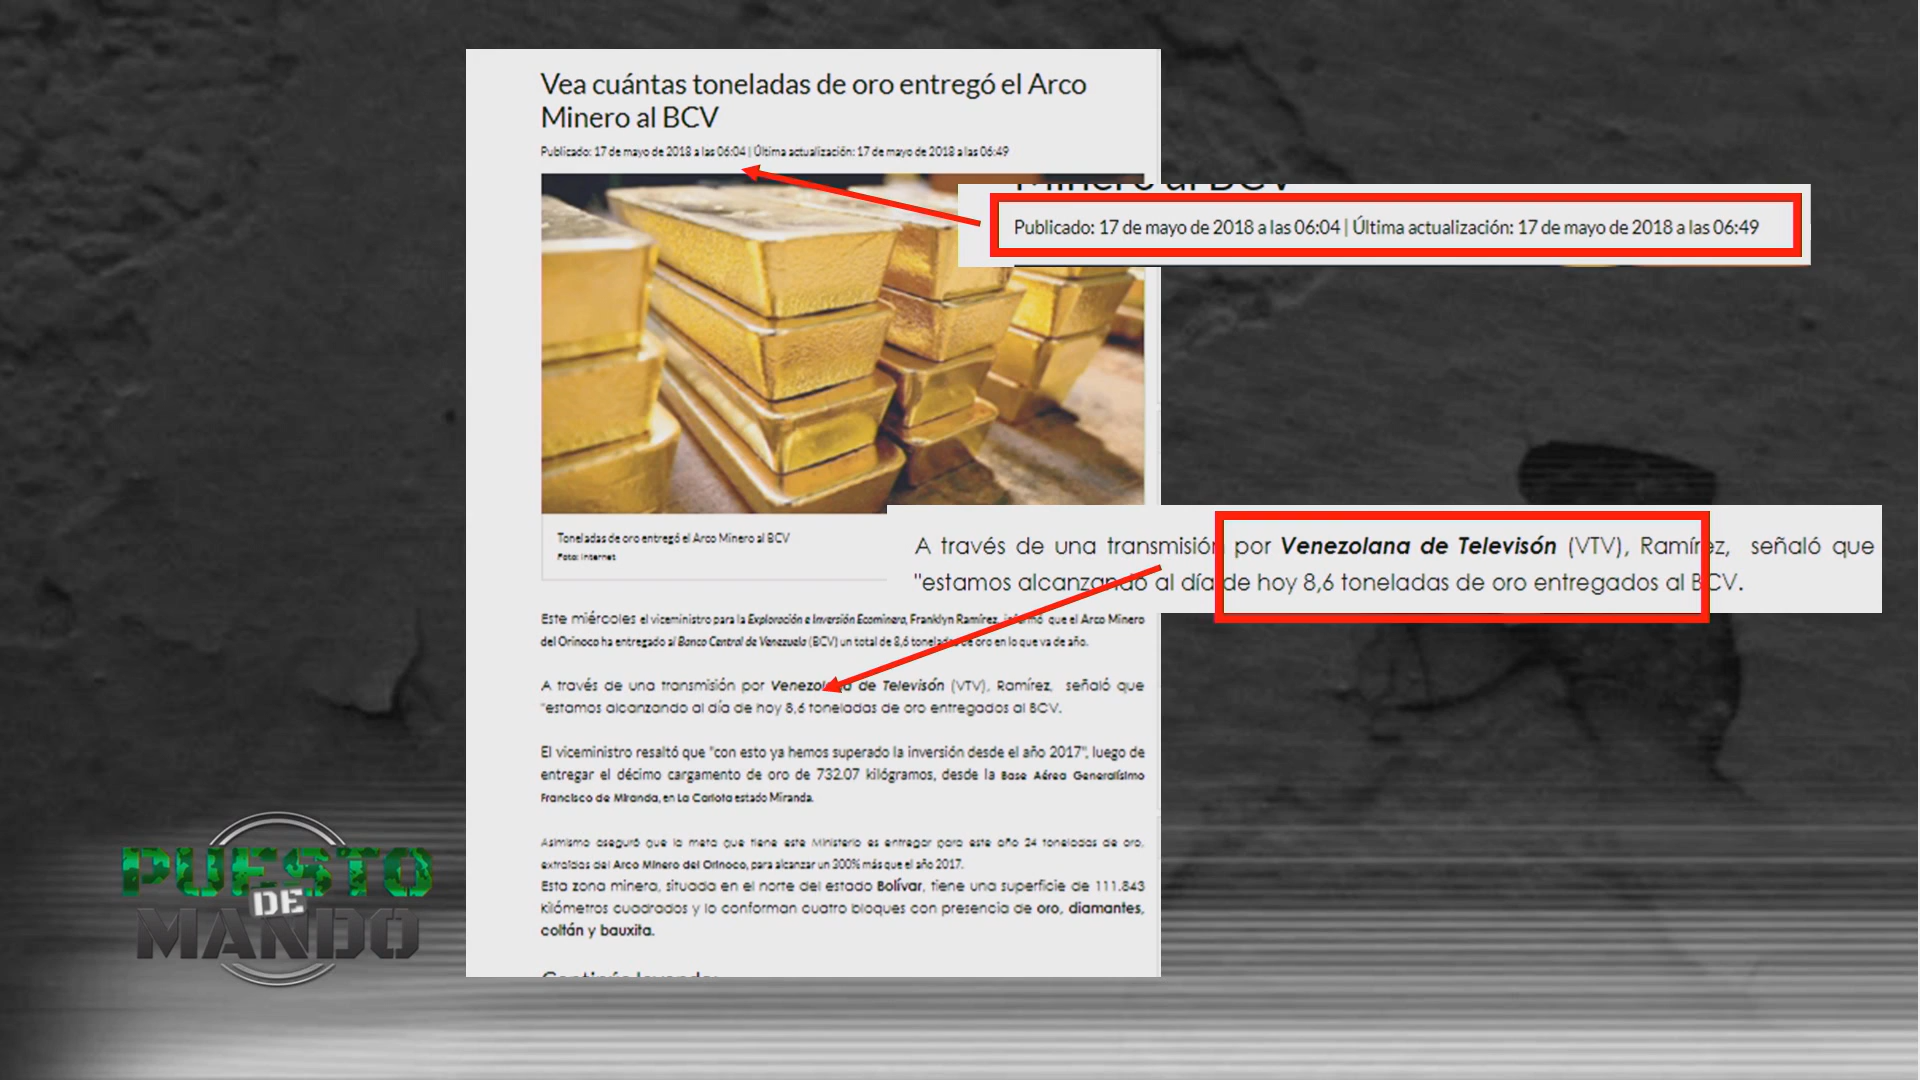 Vea cuántas toneladas de oro entregó el Arco
Minero al BCV
Publicado: 17 de mayo de 2018 a las 06:04 | Última actualización: 17 de mayo de 2018 a las 06:49
Minero al BCV
Publicado: 17 de mayo de 2018 a las 06:04 | Última actualización: 17 de mayo de 2018 a las 06:49
Toneladas de oro entregó el Arco Minero al BCV
Foto: Internet
A través de una transmisión por Venezolana de Televisón (VTV), Ramírez, señaló que
"estamos alcanzando al día de hoy 8,6 toneladas de oro entregados al BCV.
Este miércoles el viceministro para la Exploración e Inversión Ecominera, Franklyn Ramírez, informó que el Arco Minero
del Orinoco ha entregado al Banco Central de Venezuela (BCV) un total de 8,6 toneladas de oro en lo que va de año.
A través de una transmisión por Venezolana de Televisón (VTV), Ramírez, señaló que
"estamos alcanzando al día de hoy 8,6 toneladas de oro entregados al BCV.
El viceministro resaltó que "con esto ya hemos superado la inversión desde el año 2017", luego de
entregar el décimo cargamento de oro de 732.07 kilógramos, desde la Base Aérea Generalísimo
Francisco de Miranda, en La Carlota estado Miranda.
Asimismo aseguró que la meta que tiene este Ministerio es entregar para este año 24 toneladas de oro,
extraídas del Arco Minero del Orinoco, para alcanzar un 300% más que el año 2017.
Esta zona minera, situada en el norte del estado Bolívar, tiene una superficie de 111.843
kilómetros cuadrados y lo conforman cuatro bloques con presencia de oro, diamantes,
coltán y bauxita.
Continúe leyendo:
PUESTO
DE
MANDO